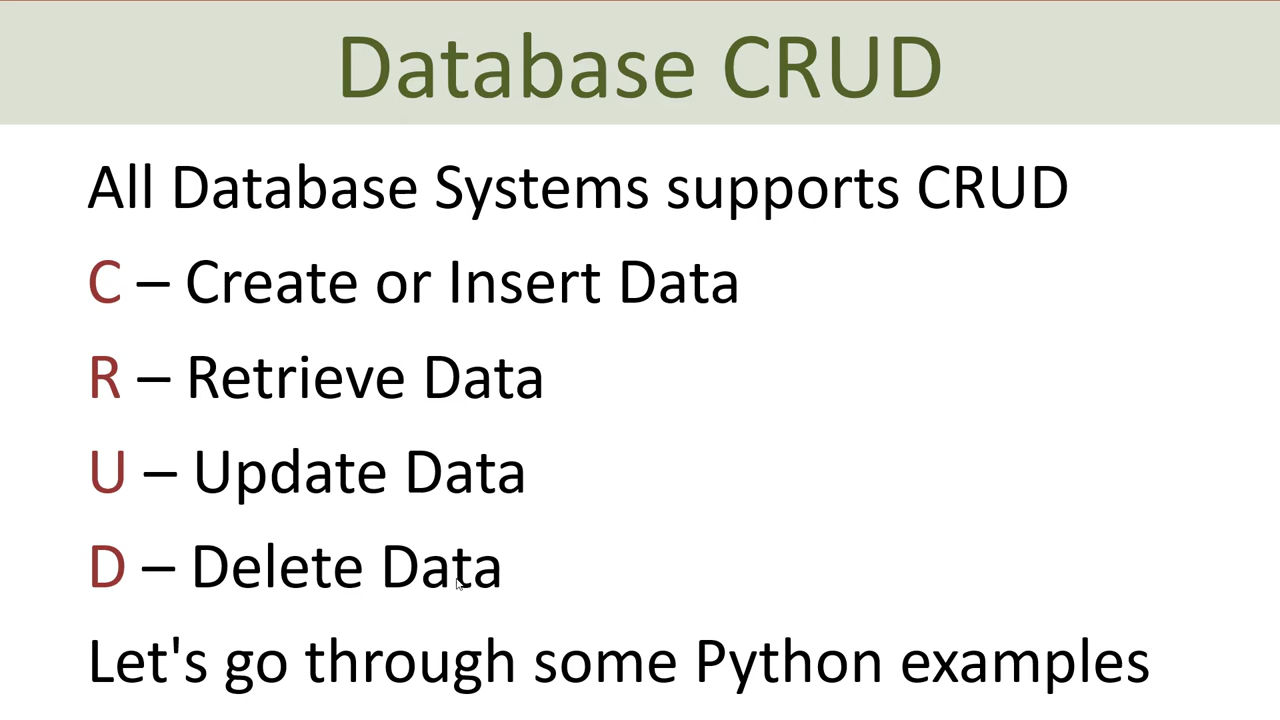 Database CRUD
All Database Systems supports CRUD
C – Create or Insert Data
R – Retrieve Data
U – Update Data
D – Delete Data
Let's go through some Python examples